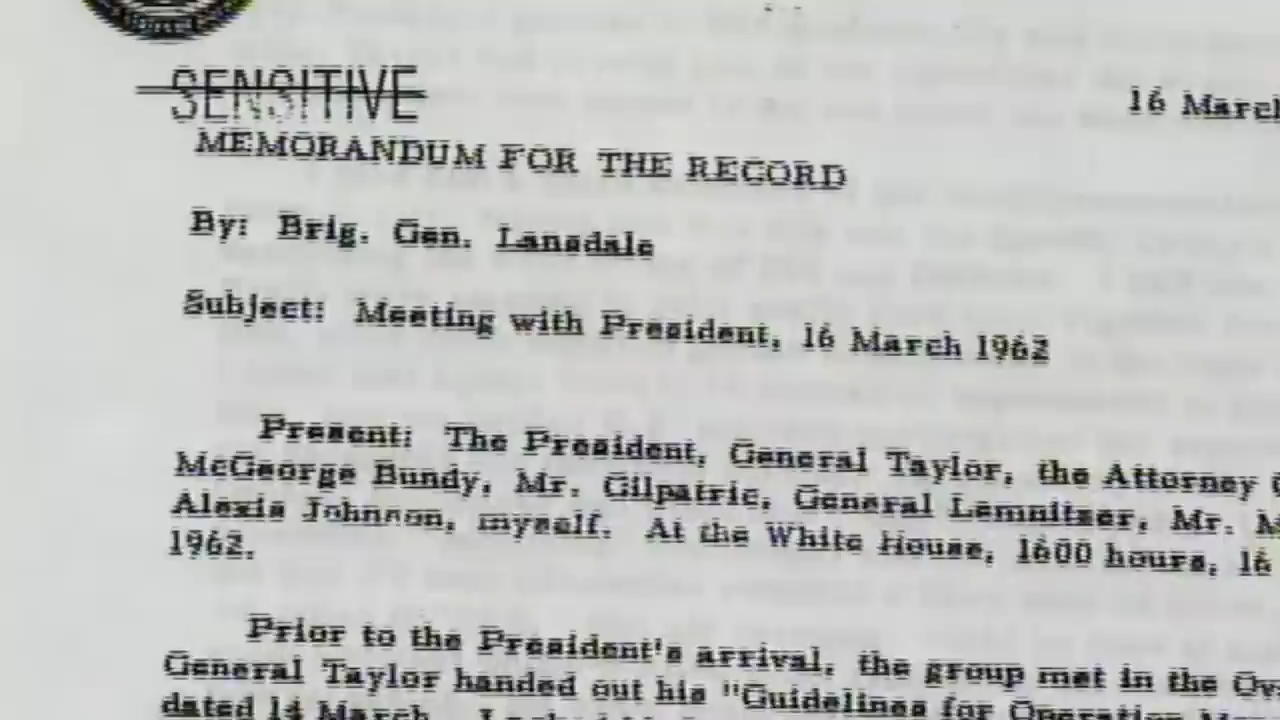 SENSITIVE
16 March
MEMORANDUM FOR THE RECORD
By: Brig. Gen. Lansdale
Subject: Meeting with President, 16 March 1962
Present: The President, General Taylor, the Attorney
McGeorge Bundy, Mr. Gilpatric, General Lemnitzer, Mr.
Alexis Johnson, myself. At the White House, 1600 hours, 16
1962.
Prior to the President's arrival, the group met in the
General Taylor handed out his "Guidelines for Operation
dated 14 March.